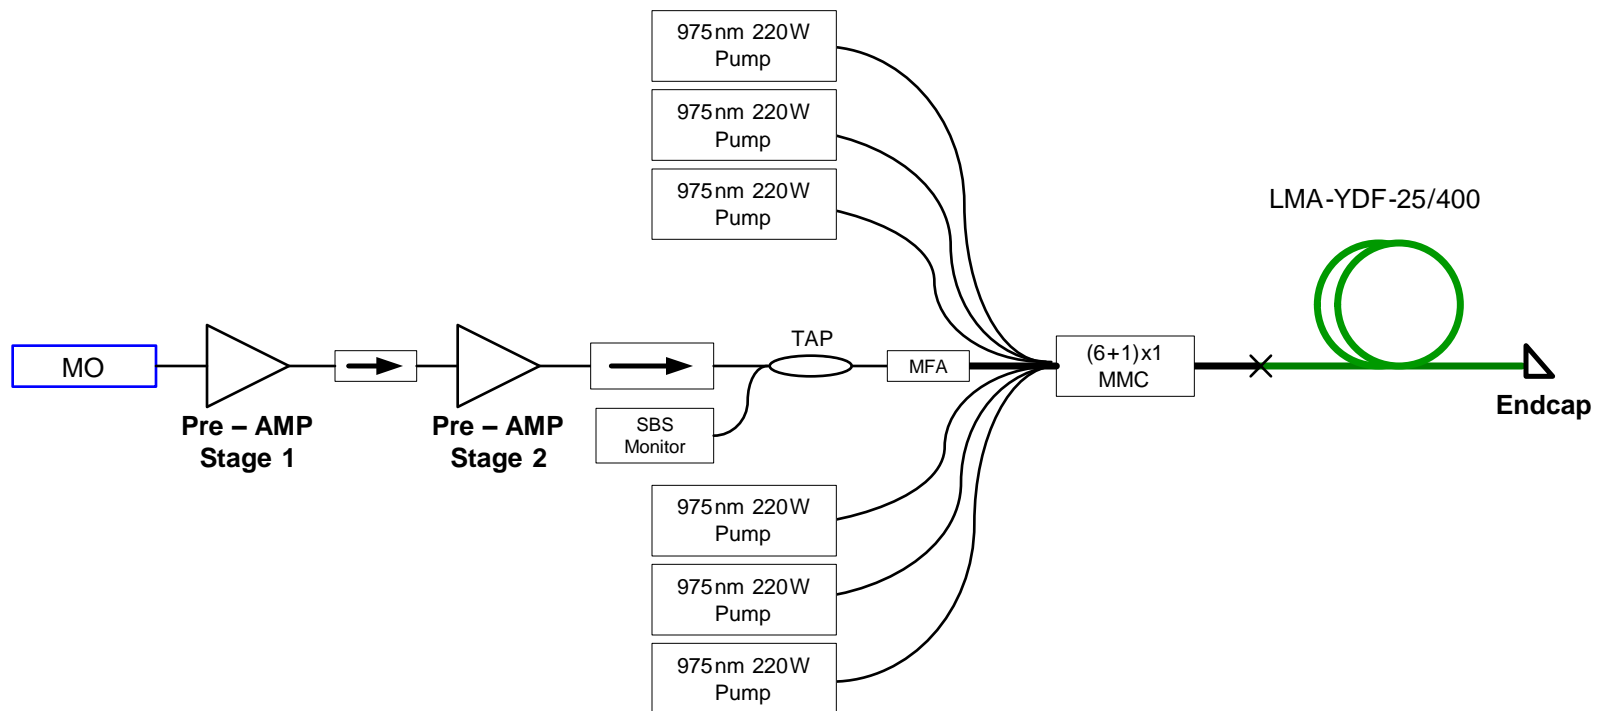 975nm 220W
Pump
975nm 220W
Pump
975nm 220W
Pump
LMA-YDF-25/400
MO
Pre – AMP
Stage 1
Pre – AMP
Stage 2
TAP
SBS
Monitor
MFA
(6+1)x1
MMC
Endcap
975nm 220W
Pump
975nm 220W
Pump
975nm 220W
Pump